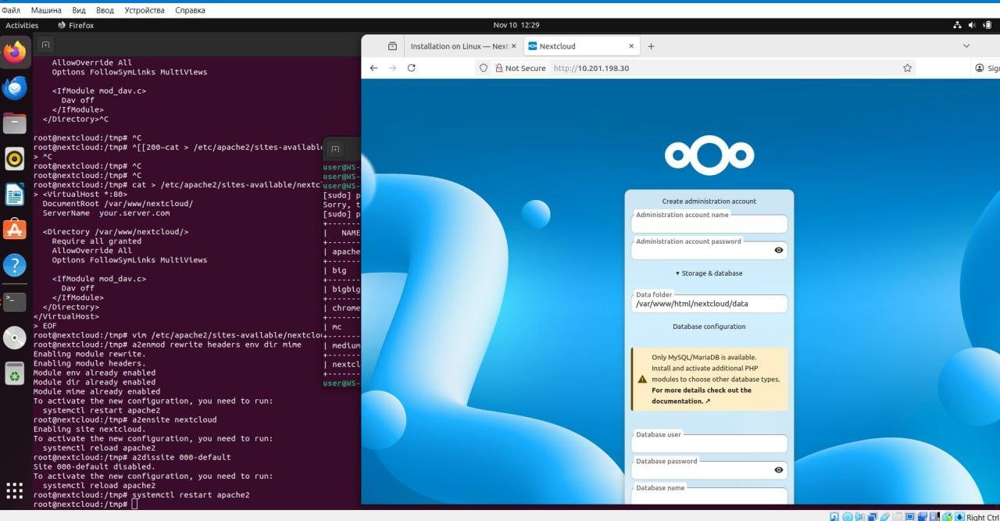 Файл Машина Вид Ввод Устройства Справка
Activities Firefox Nov 10 12:29
AllowOverride All
Options FollowSymLinks MultiViews
<IfModule mod_dav.c>
Dav off
</IfModule>
</Directory>^C
root@nextcloud:/tmp# ^C
root@nextcloud:/tmp# ^[[200~cat > /etc/apache2/sites-available
> ^C
root@nextcloud:/tmp# ^C
root@nextcloud:/tmp# ^C
root@nextcloud:/tmp# cat > /etc/apache2/sites-available/nextcl
> <VirtualHost *:80>
DocumentRoot /var/www/nextcloud/
ServerName your.server.com
<Directory /var/www/nextcloud/>
Require all granted
AllowOverride All
Options FollowSymLinks MultiViews
<IfModule mod_dav.c>
Dav off
</IfModule>
</Directory>
</VirtualHost>
> EOF
root@nextcloud:/tmp# vim /etc/apache2/sites-available/nextclou
root@nextcloud:/tmp# a2enmod rewrite headers env dir mime
Enabling module rewrite.
Enabling module headers.
Module env already enabled
Module dir already enabled
Module mime already enabled
To activate the new configuration, you need to run:
systemctl restart apache2
root@nextcloud:/tmp# a2ensite nextcloud
Enabling site nextcloud.
To activate the new configuration, you need to run:
systemctl reload apache2
root@nextcloud:/tmp# a2dissite 000-default
Site 000-default disabled.
To activate the new configuration, you need to run:
systemctl reload apache2
root@nextcloud:/tmp# systemctl restart apache2
root@nextcloud:/tmp#
user@WS-
user@WS-
user@WS-
[sudo] p
Sorry, t
[sudo] p
+-------
| NAME
+-------
| apache
+-------
| big
+-------
| bigbig
+-------
| chrome
+-------
| mc
+-------
| medium
+-------
| nextcl
+-------
user@WS-
Installation on Linux — Next × Nextcloud × +
Not Secure http://10.201.198.30 Sig
Create administration account
Administration account name
Administration account password
▾ Storage & database
Data folder
/var/www/html/nextcloud/data
Database configuration
Only MySQL/MariaDB is available.
Install and activate additional PHP
modules to choose other database types.
For more details check out the
documentation. ↗
Database user
Database password
Database name
Right Ctrl